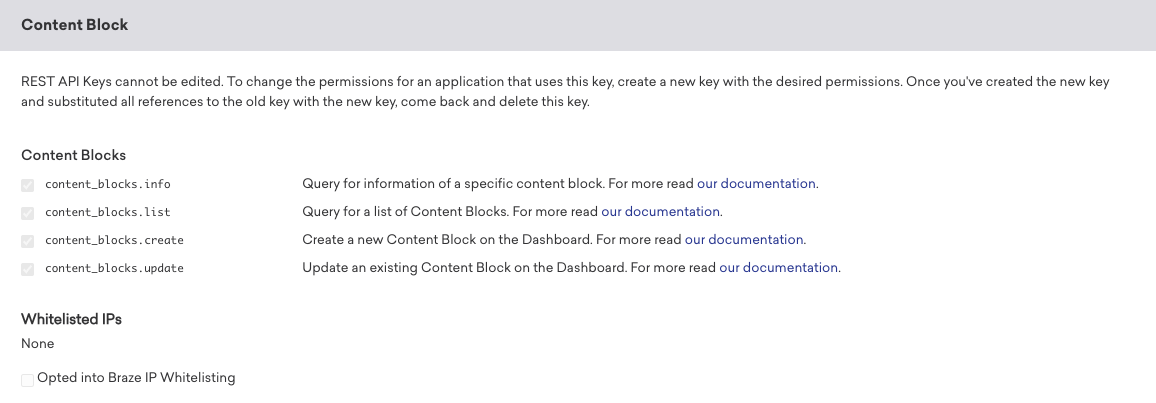 Content Block
REST API Keys cannot be edited. To change the permissions for an application that uses this key, create a new key with the desired permissions. Once you've created the new key
and substituted all references to the old key with the new key, come back and delete this key.
Content Blocks
content_blocks.info Query for information of a specific content block. For more read our documentation.
content_blocks.list Query for a list of Content Blocks. For more read our documentation.
content_blocks.create Create a new Content Block on the Dashboard. For more read our documentation.
content_blocks.update Update an existing Content Block on the Dashboard. For more read our documentation.
Whitelisted IPs
None
Opted into Braze IP Whitelisting